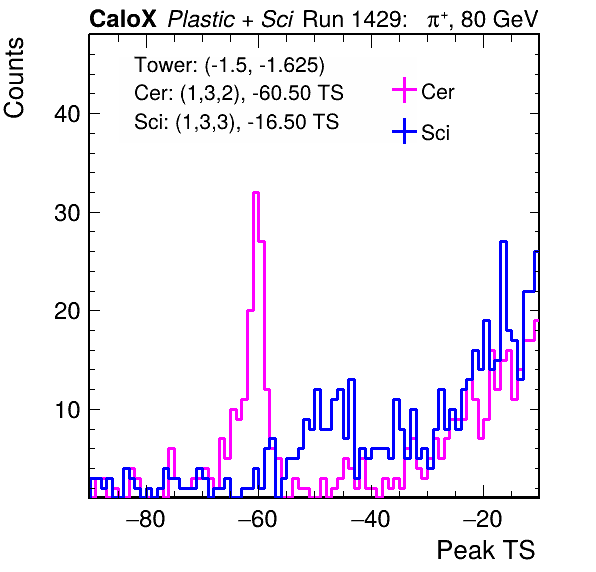 CaloX Plastic + Sci Run 1429: π⁺, 80 GeV
Counts
Tower: (-1.5, -1.625)
Cer: (1,3,2), -60.50 TS
Sci: (1,3,3), -16.50 TS
Cer
Sci
40
30
20
10
−80 −60 −40 −20
Peak TS